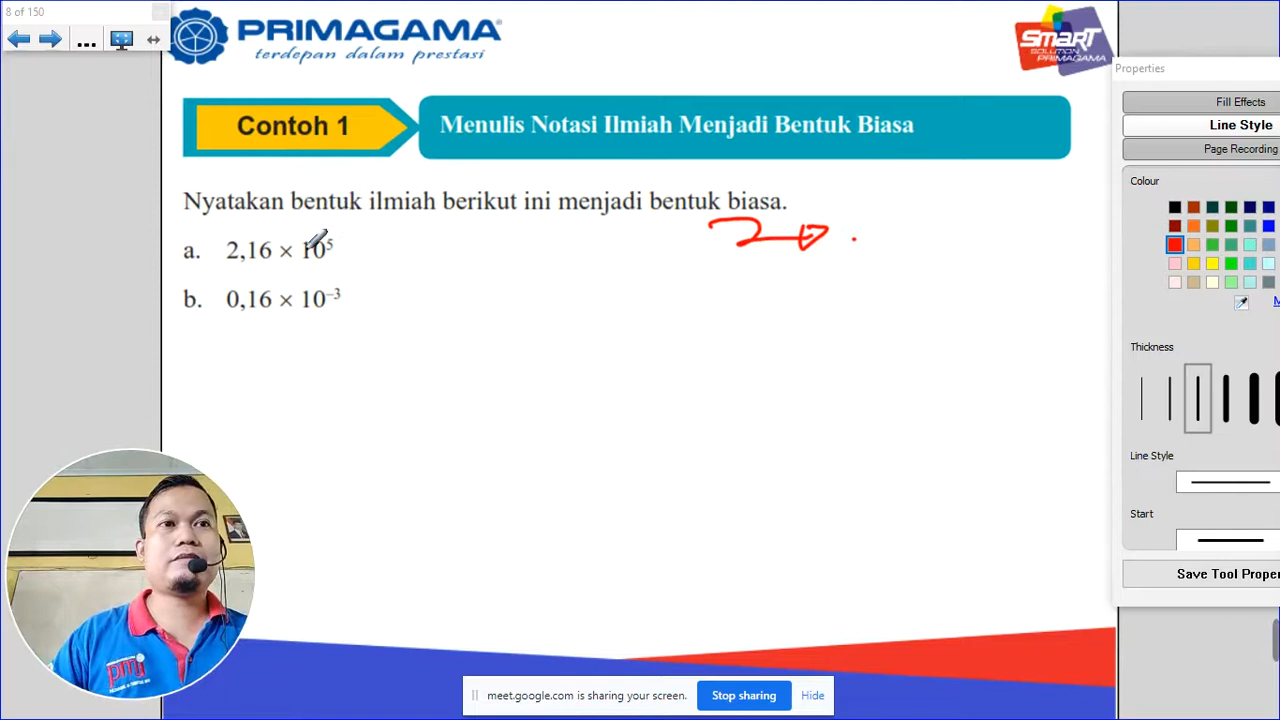 8 of 150
PRIMAGAMA
terdepan dalam prestasi
SMART
SOLUTION
PRIMAGAMA
Properties
Fill Effects
Line Style
Page Recording
Contoh 1
Menulis Notasi Ilmiah Menjadi Bentuk Biasa
Colour
Nyatakan bentuk ilmiah berikut ini menjadi bentuk biasa.
a. 2,16 × 10⁵
b. 0,16 × 10⁻³
Thickness
Line Style
Start
Save Tool Proper
meet.google.com is sharing your screen.
Stop sharing
Hide